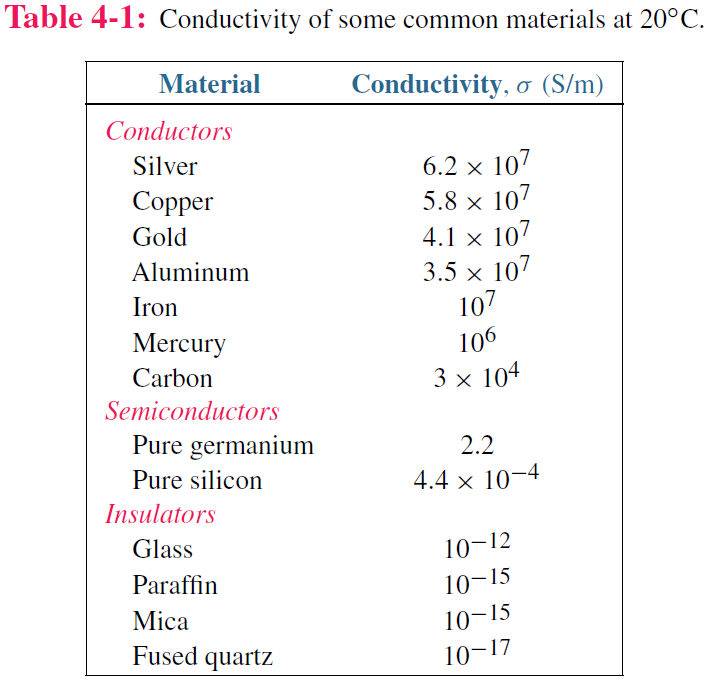 Table 4-1: Conductivity of some common materials at 20°C.
Material Conductivity, σ (S/m)
Conductors
Silver 6.2 × 10⁷
Copper 5.8 × 10⁷
Gold 4.1 × 10⁷
Aluminum 3.5 × 10⁷
Iron 10⁷
Mercury 10⁶
Carbon 3 × 10⁴
Semiconductors
Pure germanium 2.2
Pure silicon 4.4 × 10⁻⁴
Insulators
Glass 10⁻¹²
Paraffin 10⁻¹⁵
Mica 10⁻¹⁵
Fused quartz 10⁻¹⁷